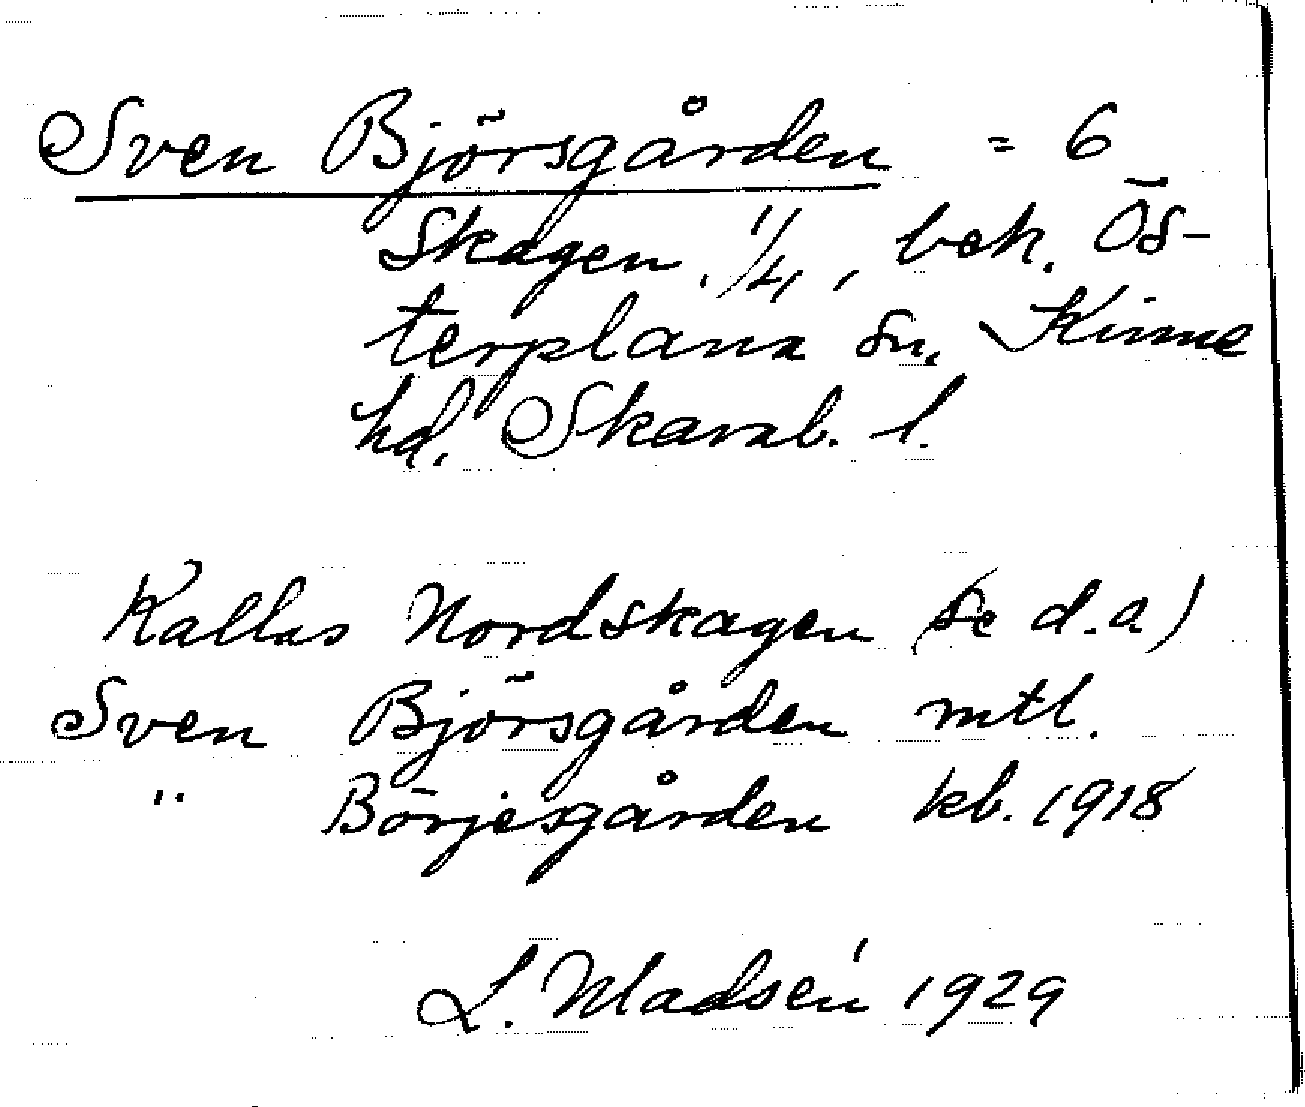 Sven Björsgården = 6
Skagen. 1/4, bek. Ös-
terplana sn. Kinne
hd. Skarab. l.
Kallas Nordskagen (se d.a)
Sven Björsgården mtl.
" Börjesgården kb. 1918
L. Madsén 1929